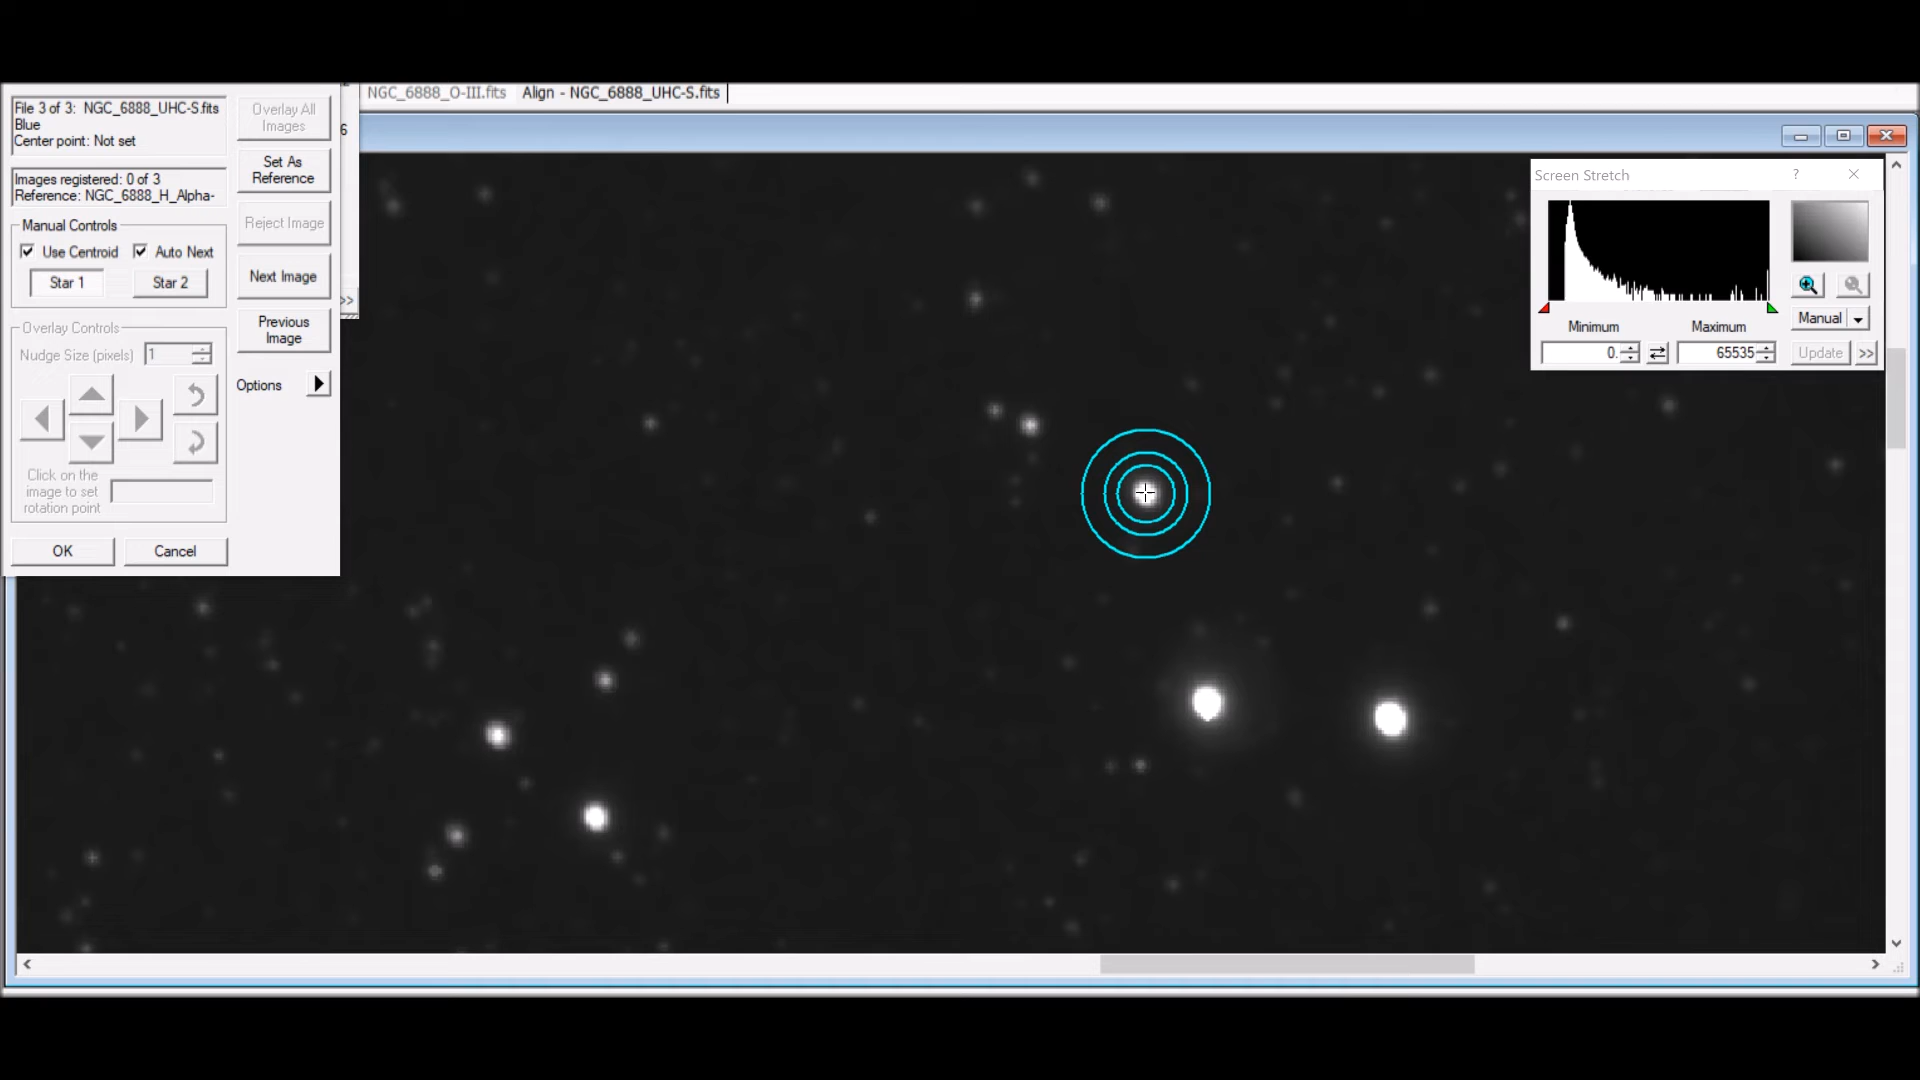 NGC_6888_O-III.fits Align - NGC_6888_UHC-S.fits
File 3 of 3: NGC_6888_UHC-S.fits
Blue
Center point: Not set
Overlay All
Images
6
Set As
Reference
Images registered: 0 of 3
Reference: NGC_6888_H_Alpha-
Reject Image
Manual Controls
Use Centroid Auto Next
Star 1 Star 2
Next Image
>>
Previous
Image
Overlay Controls
Nudge Size (pixels) 1
Options
Click on the
image to set
rotation point
OK Cancel
Screen Stretch ?
Manual
Minimum Maximum
0. 65535 Update >>